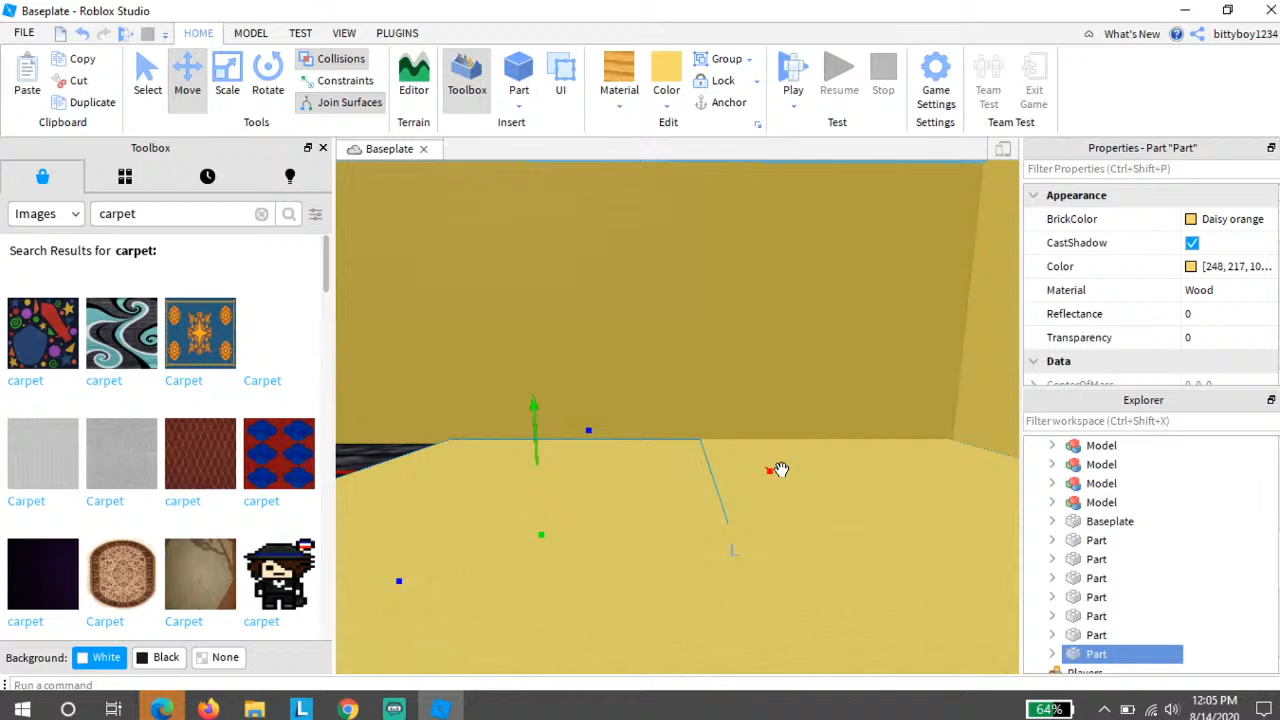 Baseplate - Roblox Studio
FILE HOME MODEL TEST VIEW PLUGINS What's New bittyboy1234
Paste Copy Cut Duplicate Clipboard
Select Move Scale Rotate Collisions Constraints Join Surfaces Tools
Editor Terrain
Toolbox Part UI Insert
Material Color Group Lock Anchor Edit
Play Resume Stop Test
Game Settings Settings
Team Test Exit Game Team Test
Toolbox
Images carpet
Search Results for carpet:
carpet carpet Carpet Carpet
Carpet Carpet carpet carpet
carpet Carpet Carpet carpet
Background: White Black None
Run a command
Baseplate
L
Properties - Part "Part"
Filter Properties (Ctrl+Shift+P)
Appearance
BrickColor Daisy orange
CastShadow
Color [248, 217, 10...
Material Wood
Reflectance 0
Transparency 0
Data
CenterOfMass 0, 0, 0
Explorer
Filter workspace (Ctrl+Shift+X)
Model
Model
Model
Model
Baseplate
Part
Part
Part
Part
Part
Part
Part
Players
L
64%
12:05 PM
8/14/2020